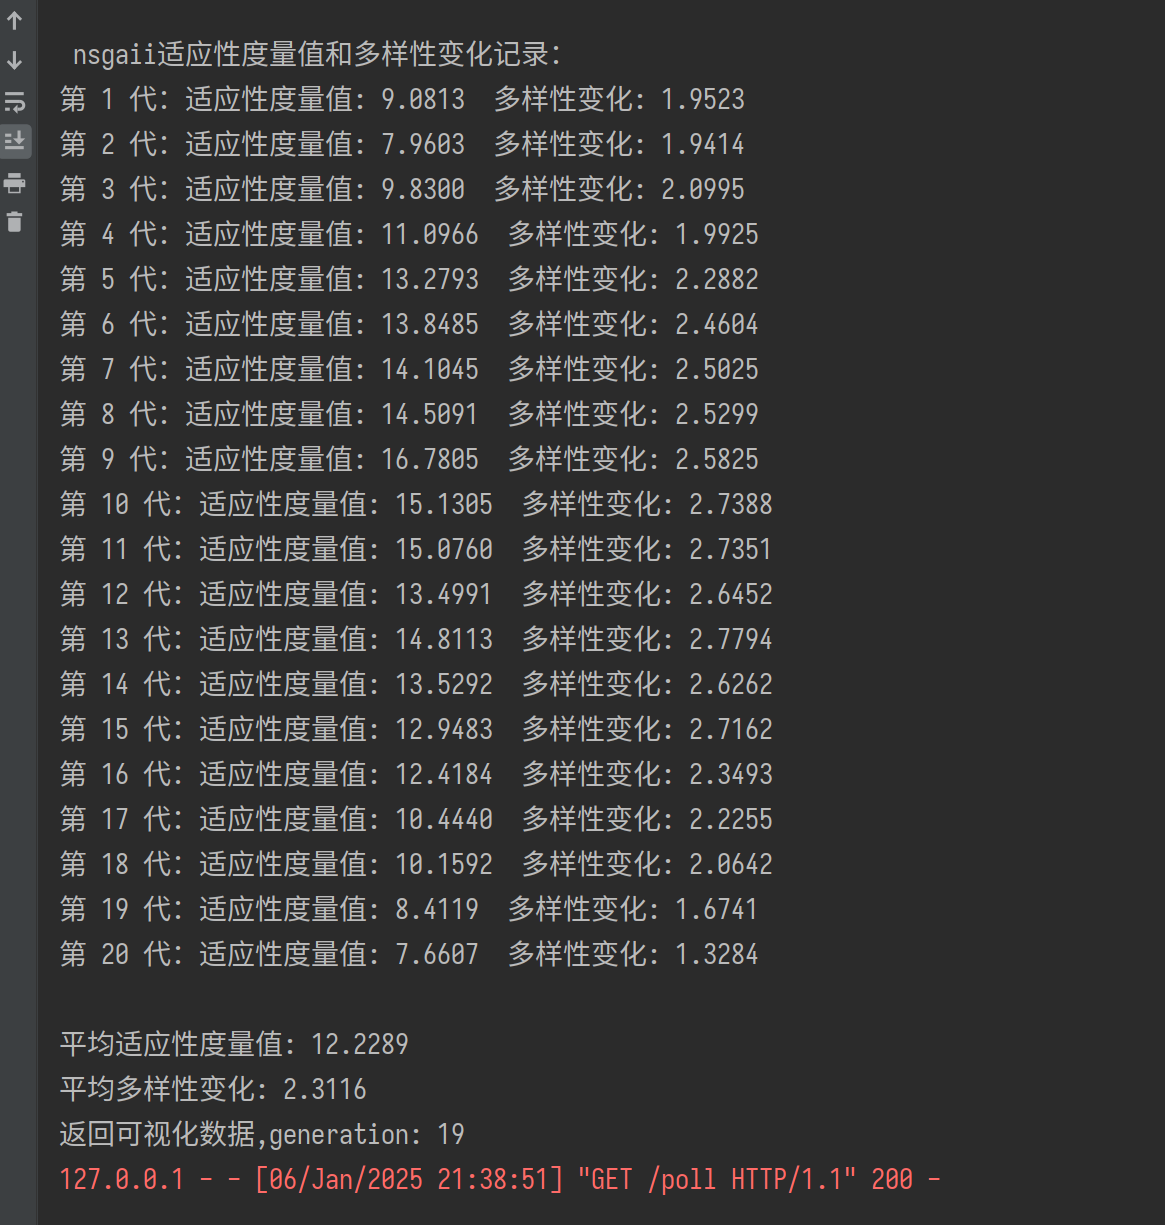 nsgaii适应性度量值和多样性变化记录:
第 1 代: 适应性度量值: 9.0813  多样性变化: 1.9523
第 2 代: 适应性度量值: 7.9603  多样性变化: 1.9414
第 3 代: 适应性度量值: 9.8300  多样性变化: 2.0995
第 4 代: 适应性度量值: 11.0966  多样性变化: 1.9925
第 5 代: 适应性度量值: 13.2793  多样性变化: 2.2882
第 6 代: 适应性度量值: 13.8485  多样性变化: 2.4604
第 7 代: 适应性度量值: 14.1045  多样性变化: 2.5025
第 8 代: 适应性度量值: 14.5091  多样性变化: 2.5299
第 9 代: 适应性度量值: 16.7805  多样性变化: 2.5825
第 10 代: 适应性度量值: 15.1305  多样性变化: 2.7388
第 11 代: 适应性度量值: 15.0760  多样性变化: 2.7351
第 12 代: 适应性度量值: 13.4991  多样性变化: 2.6452
第 13 代: 适应性度量值: 14.8113  多样性变化: 2.7794
第 14 代: 适应性度量值: 13.5292  多样性变化: 2.6262
第 15 代: 适应性度量值: 12.9483  多样性变化: 2.7162
第 16 代: 适应性度量值: 12.4184  多样性变化: 2.3493
第 17 代: 适应性度量值: 10.4440  多样性变化: 2.2255
第 18 代: 适应性度量值: 10.1592  多样性变化: 2.0642
第 19 代: 适应性度量值: 8.4119  多样性变化: 1.6741
第 20 代: 适应性度量值: 7.6607  多样性变化: 1.3284
平均适应性度量值: 12.2289
平均多样性变化: 2.3116
返回可视化数据,generation: 19
127.0.0.1 - - [06/Jan/2025 21:38:51] "GET /poll HTTP/1.1" 200 -